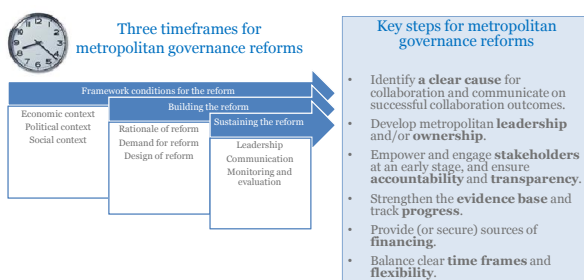 Three timeframes for
metropolitan governance reforms
Framework conditions for the reform
Building the reform
Sustaining the reform
Economic context
Political context
Social context
Rationale of reform
Demand for reform
Design of reform
Leadership
Communication
Monitoring and
evaluation
Key steps for metropolitan
governance reforms
• Identify a clear cause for
collaboration and communicate on
successful collaboration outcomes.
• Develop metropolitan leadership
and/or ownership.
• Empower and engage stakeholders
at an early stage, and ensure
accountability and transparency.
• Strengthen the evidence base and
track progress.
• Provide (or secure) sources of
financing.
• Balance clear time frames and
flexibility.